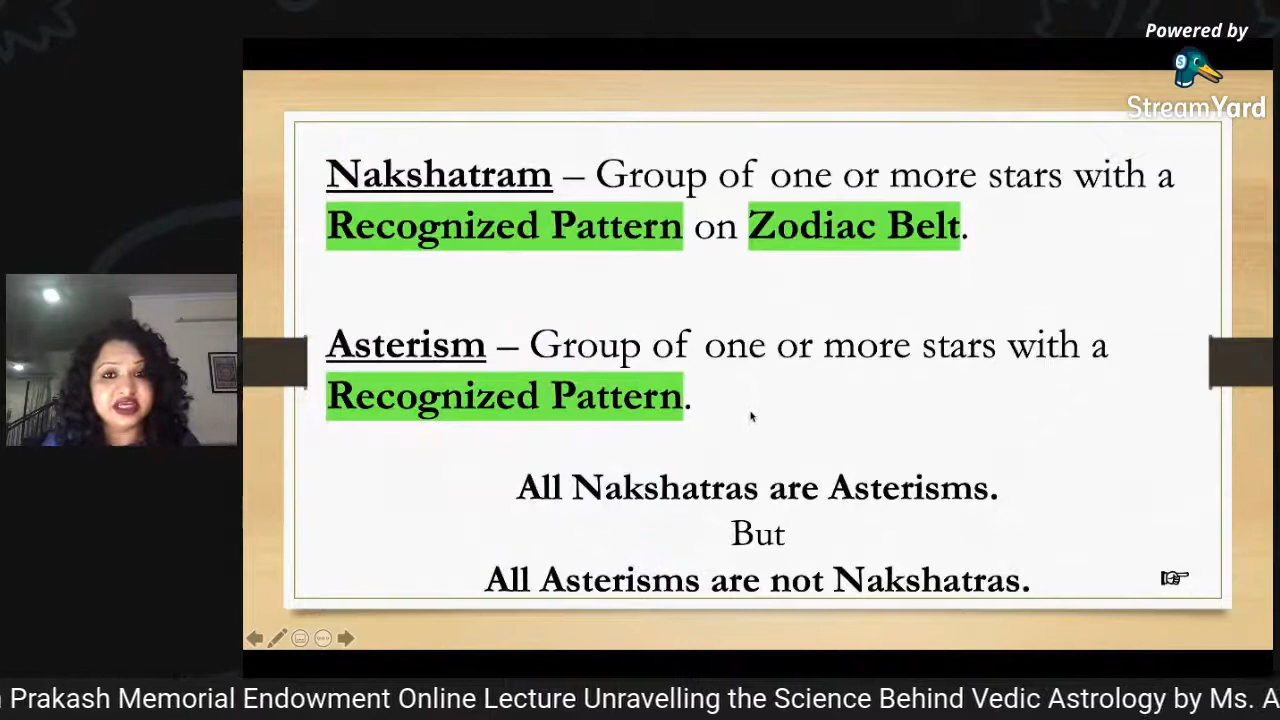 Powered by
StreamYard
Nakshatram – Group of one or more stars with a
Recognized Pattern on Zodiac Belt.
Asterism – Group of one or more stars with a
Recognized Pattern.
All Nakshatras are Asterisms.
But
All Asterisms are not Nakshatras.
Prakash Memorial Endowment Online Lecture Unravelling the Science Behind Vedic Astrology by Ms. A